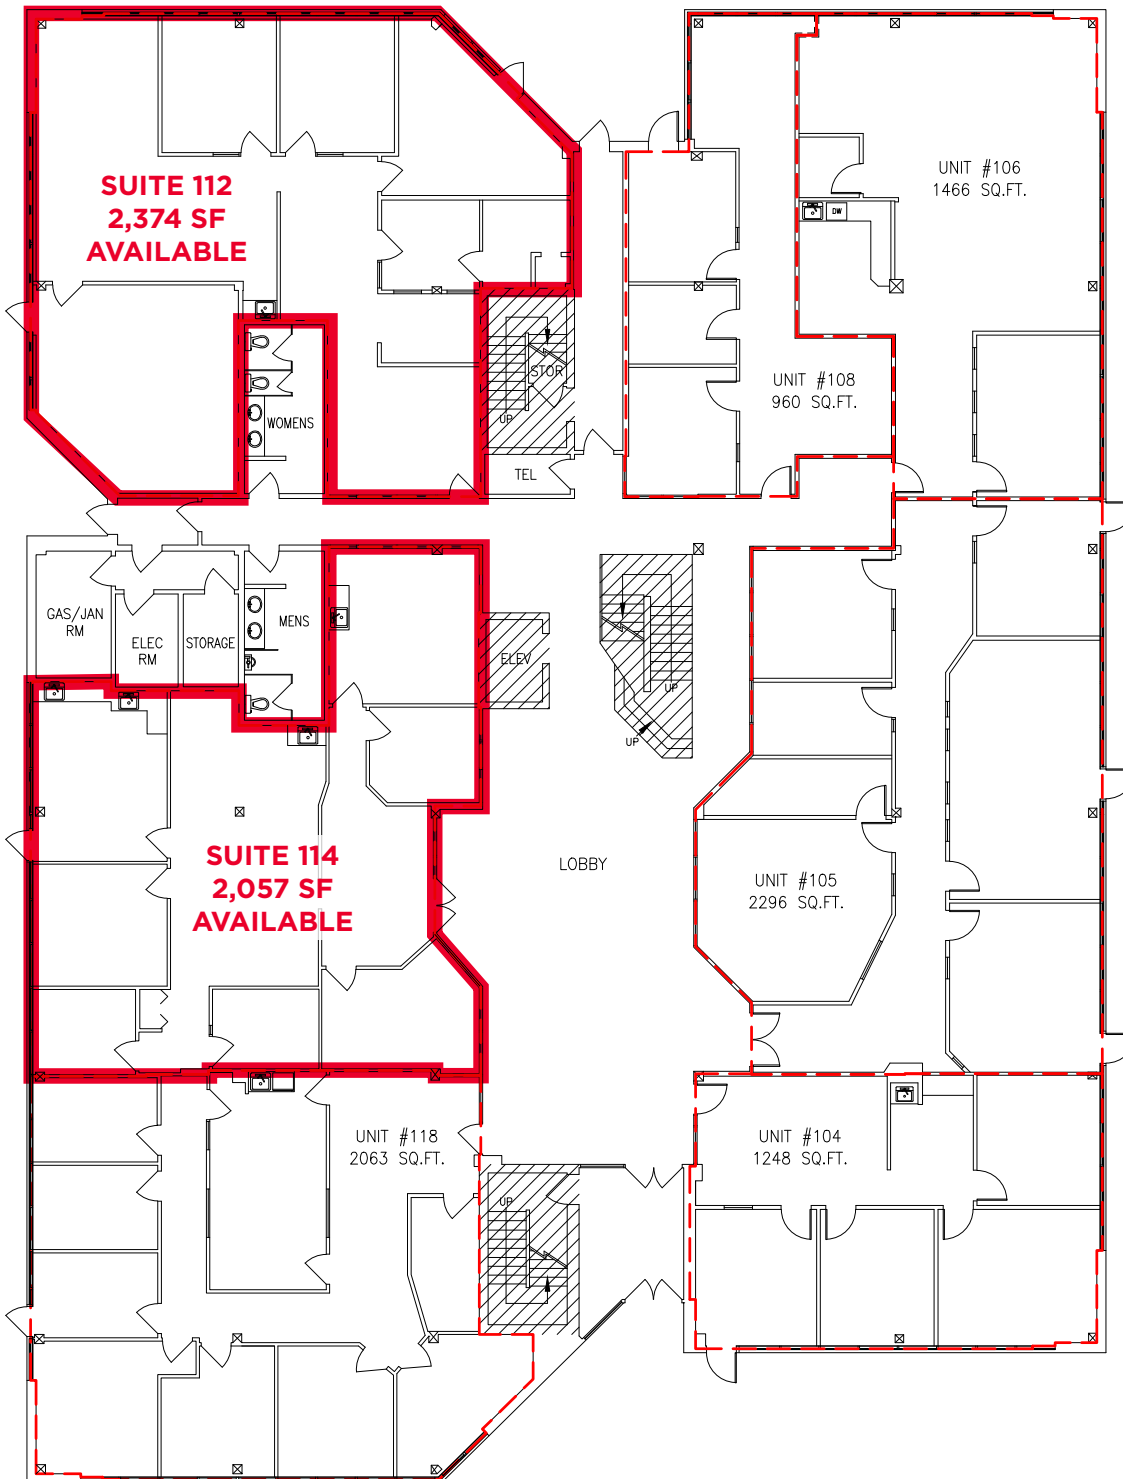 SUITE 112
2,374 SF
AVAILABLE
UNIT #106
1466 SQ.FT.
DW
STOR
UP
UNIT #108
960 SQ.FT.
WOMENS
TEL
GAS/JAN
RM
ELEC
RM
STORAGE
MENS
ELEV
UP
UP
SUITE 114
2,057 SF
AVAILABLE
LOBBY
UNIT #105
2296 SQ.FT.
UNIT #118
2063 SQ.FT.
UNIT #104
1248 SQ.FT.
UP